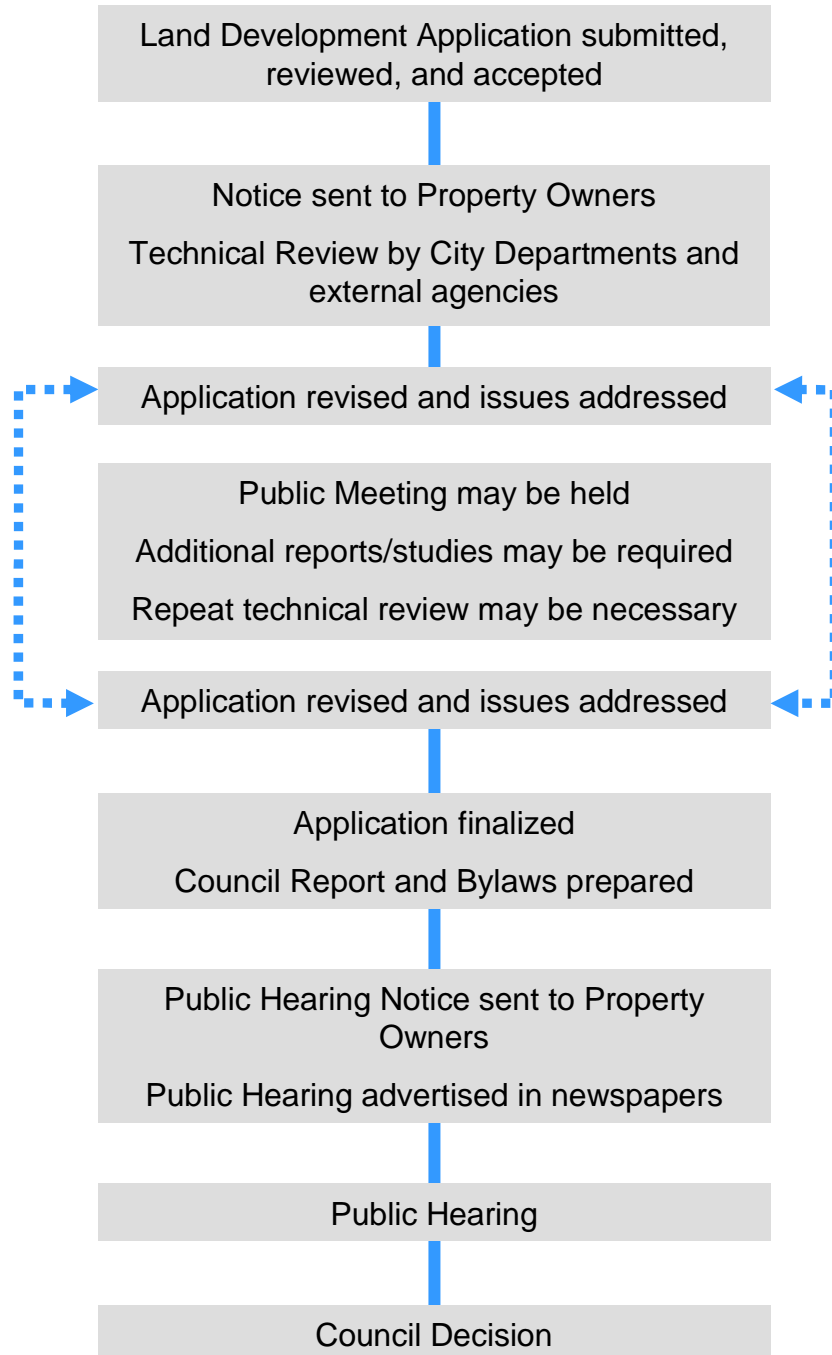 Land Development Application submitted,
reviewed, and accepted
Notice sent to Property Owners
Technical Review by City Departments and
external agencies
Application revised and issues addressed
Public Meeting may be held
Additional reports/studies may be required
Repeat technical review may be necessary
Application revised and issues addressed
Application finalized
Council Report and Bylaws prepared
Public Hearing Notice sent to Property
Owners
Public Hearing advertised in newspapers
Public Hearing
Council Decision